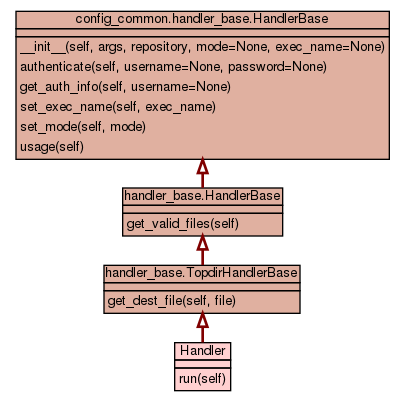 config_common.handler_base.HandlerBase
__init__(self, args, repository, mode=None, exec_name=None)
authenticate(self, username=None, password=None)
get_auth_info(self, username=None)
set_exec_name(self, exec_name)
set_mode(self, mode)
usage(self)
handler_base.HandlerBase
get_valid_files(self)
handler_base.TopdirHandlerBase
get_dest_file(self, file)
Handler
run(self)